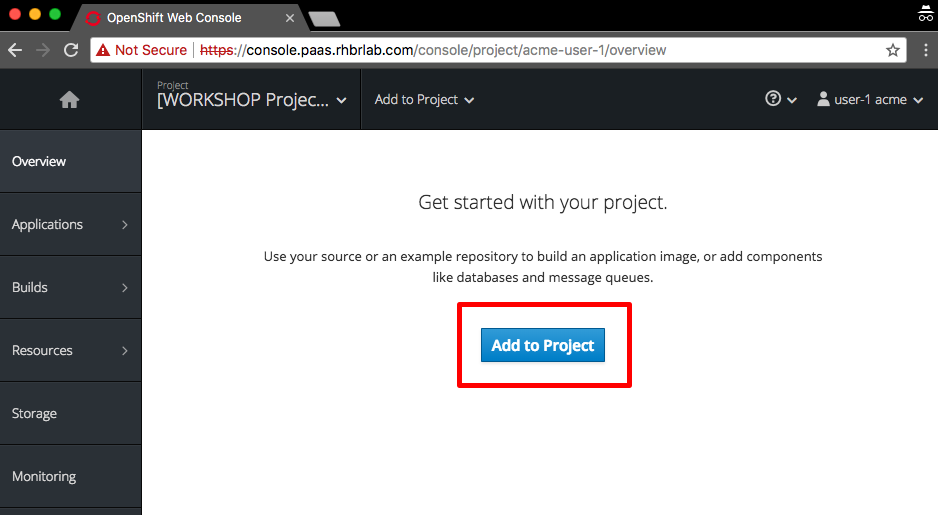 OpenShift Web Console
Not Secure | https://console.paas.rhbrlab.com/console/project/acme-user-1/overview
Project
[WORKSHOP Projec...
Add to Project
user-1 acme
Overview
Applications
Builds
Resources
Storage
Monitoring
Get started with your project.
Use your source or an example repository to build an application image, or add components
like databases and message queues.
Add to Project